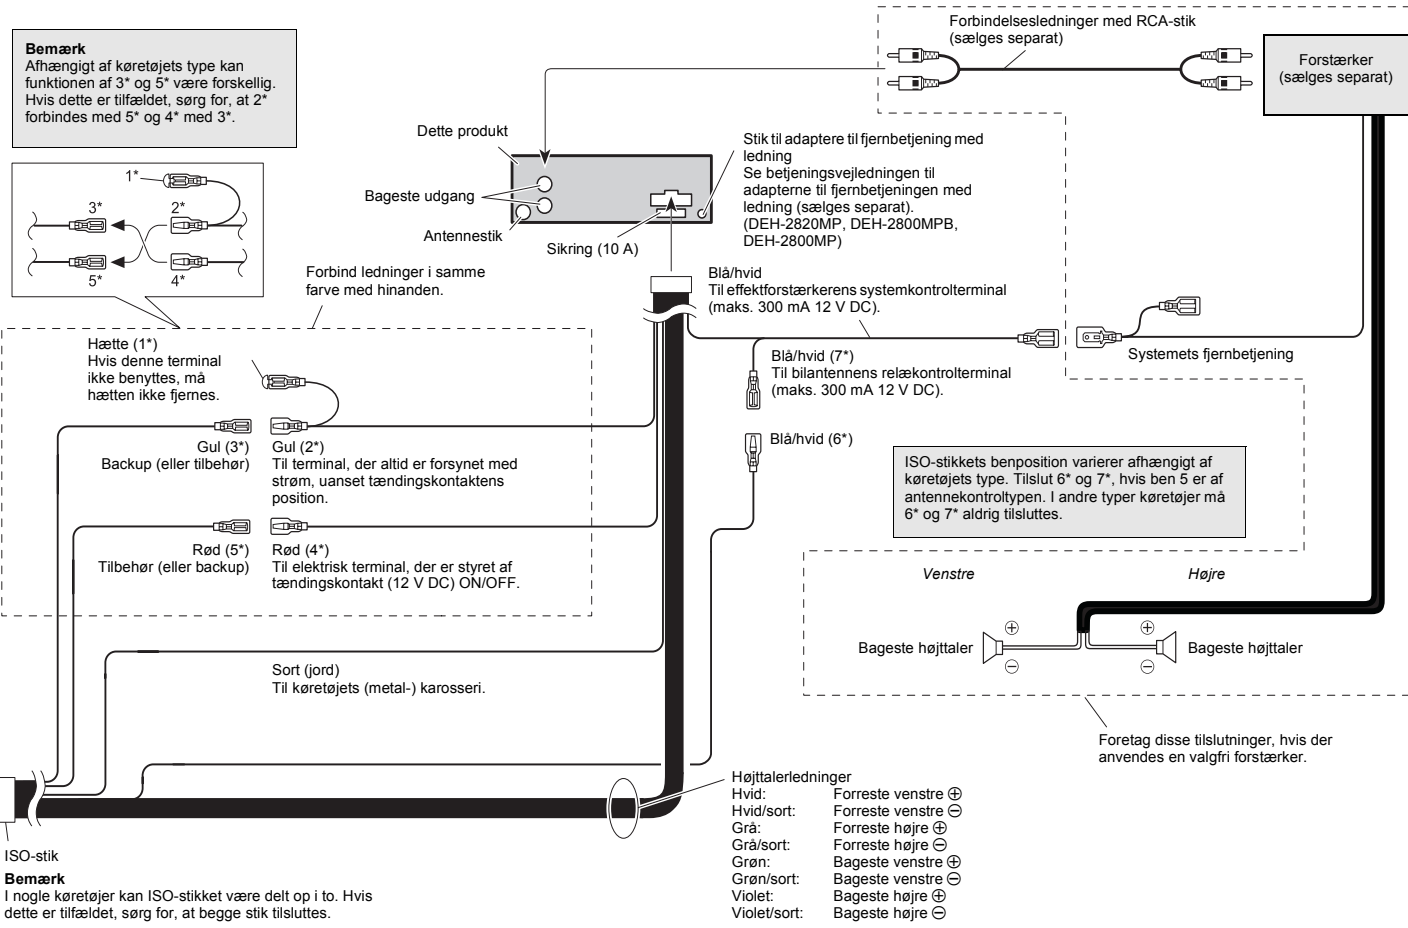 Bemærk
Afhængigt af køretøjets type kan
funktionen af 3* og 5* være forskellig.
Hvis dette er tilfældet, sørg for, at 2*
forbindes med 5* og 4* med 3*.
1*
3*
2*
5*
4*
Forbindelsesledninger med RCA-stik
(sælges separat)
Forstærker
(sælges separat)
Dette produkt
Bageste udgang
Antennestik
Sikring (10 A)
Stik til adaptere til fjernbetjening med
ledning
Se betjeningsvejledningen til
adapterne til fjernbetjeningen med
ledning (sælges separat).
(DEH-2820MP, DEH-2800MPB,
DEH-2800MP)
Forbind ledninger i samme
farve med hinanden.
Blå/hvid
Til effektforstærkerens systemkontrolterminal
(maks. 300 mA 12 V DC).
Systemets fjernbetjening
Blå/hvid (7*)
Til bilantennens relækontrolterminal
(maks. 300 mA 12 V DC).
Blå/hvid (6*)
Hætte (1*)
Hvis denne terminal
ikke benyttes, må
hætten ikke fjernes.
Gul (3*)
Backup (eller tilbehør)
Gul (2*)
Til terminal, der altid er forsynet med
strøm, uanset tændingskontaktens
position.
Rød (5*)
Tilbehør (eller backup)
Rød (4*)
Til elektrisk terminal, der er styret af
tændingskontakt (12 V DC) ON/OFF.
ISO-stikkets benposition varierer afhængigt af
køretøjets type. Tilslut 6* og 7*, hvis ben 5 er af
antennekontroltypen. I andre typer køretøjer må
6* og 7* aldrig tilsluttes.
Venstre
Højre
Bageste højttaler
⊕
⊖
⊕
⊖
Bageste højttaler
Sort (jord)
Til køretøjets (metal-) karosseri.
Foretag disse tilslutninger, hvis der
anvendes en valgfri forstærker.
Højttalerledninger
Hvid: Forreste venstre ⊕
Hvid/sort: Forreste venstre ⊖
Grå: Forreste højre ⊕
Grå/sort: Forreste højre ⊖
Grøn: Bageste venstre ⊕
Grøn/sort: Bageste venstre ⊖
Violet: Bageste højre ⊕
Violet/sort: Bageste højre ⊖
ISO-stik
Bemærk
I nogle køretøjer kan ISO-stikket være delt op i to. Hvis
dette er tilfældet, sørg for, at begge stik tilsluttes.